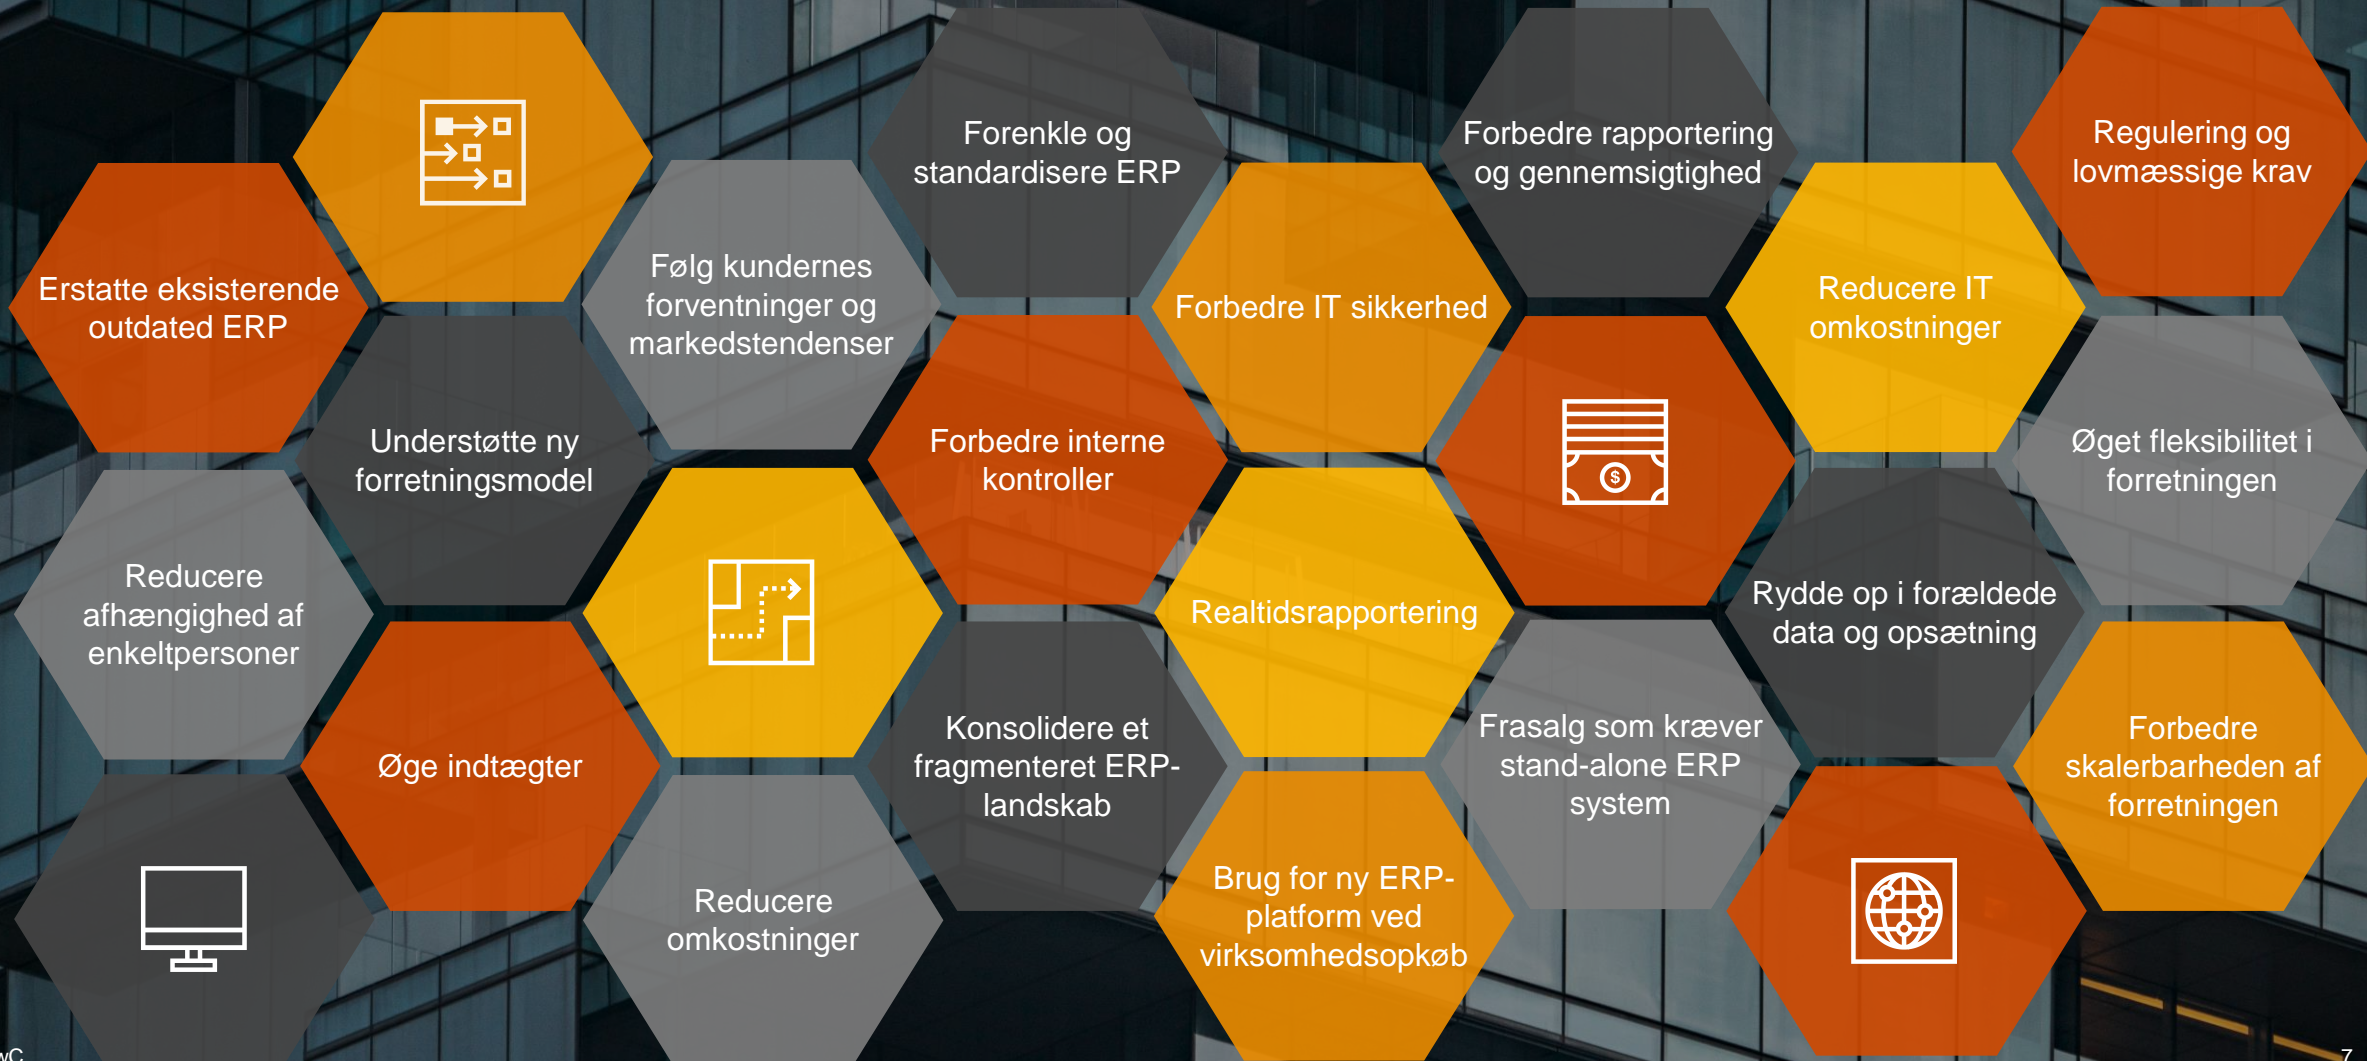 Erstatte eksisterende
outdated ERP
Reducere
afhængighed af
enkeltpersoner
Understøtte ny
forretningsmodel
Øge indtægter
Følg kundernes
forventninger og
markedstendenser
Reducere
omkostninger
Forenkle og
standardisere ERP
Forbedre interne
kontroller
Konsolidere et
fragmenteret ERP-
landskab
Forbedre IT sikkerhed
Realtidsrapportering
Brug for ny ERP-
platform ved
virksomhedsopkøb
Forbedre rapportering
og gennemsigtighed
$
Frasalg som kræver
stand-alone ERP
system
Reducere IT
omkostninger
Rydde op i forældede
data og opsætning
Regulering og
lovmæssige krav
Øget fleksibilitet i
forretningen
Forbedre
skalerbarheden af
forretningen
7